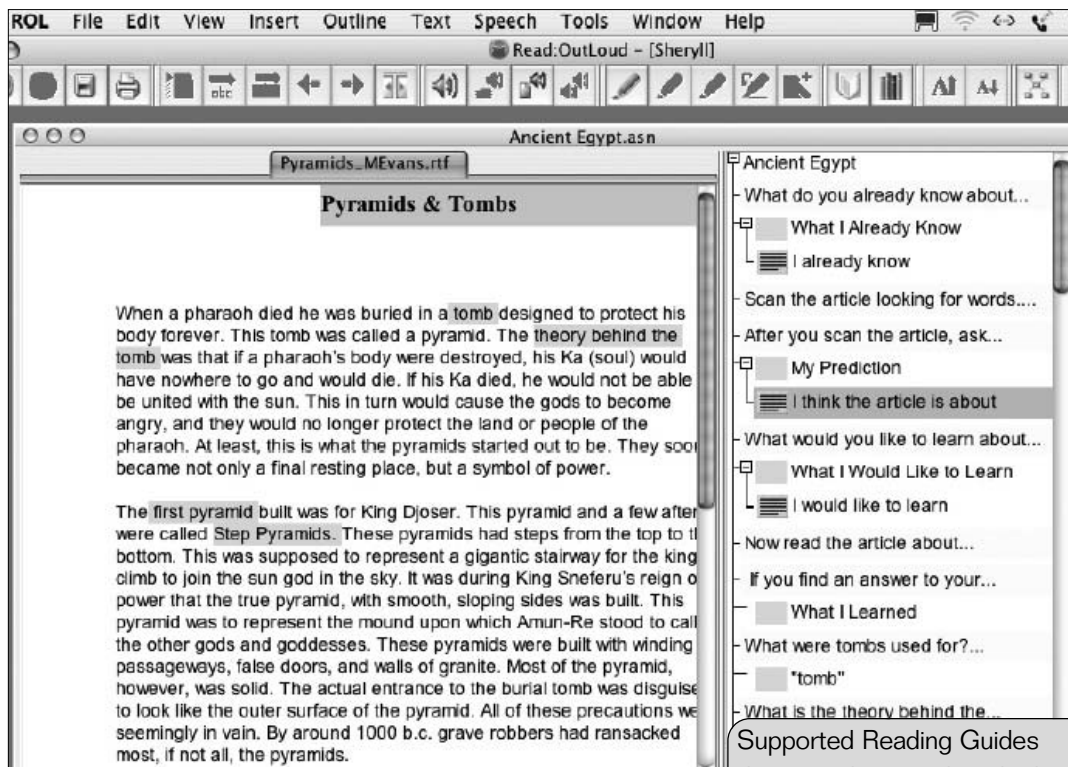 ROL File Edit View Insert Outline Text Speech Tools Window Help
Read:OutLoud - [Sheryll]
abc
Ancient Egypt.asn
Pyramids_MEvans.rtf
Pyramids & Tombs
When a pharaoh died he was buried in a tomb designed to protect his
body forever. This tomb was called a pyramid. The theory behind the
tomb was that if a pharaoh's body were destroyed, his Ka (soul) would
have nowhere to go and would die. If his Ka died, he would not be able
be united with the sun. This in turn would cause the gods to become
angry, and they would no longer protect the land or people of the
pharaoh. At least, this is what the pyramids started out to be. They soon
became not only a final resting place, but a symbol of power.
The first pyramid built was for King Djoser. This pyramid and a few after
were called Step Pyramids. These pyramids had steps from the top to th
bottom. This was supposed to represent a gigantic stairway for the king
climb to join the sun god in the sky. It was during King Sneferu's reign o
power that the true pyramid, with smooth, sloping sides was built. This
pyramid was to represent the mound upon which Amun-Re stood to call
the other gods and goddesses. These pyramids were built with winding
passageways, false doors, and walls of granite. Most of the pyramid,
however, was solid. The actual entrance to the burial tomb was disguise
to look like the outer surface of the pyramid. All of these precautions we
seemingly in vain. By around 1000 b.c. grave robbers had ransacked
most, if not all, the pyramids.
Ancient Egypt
What do you already know about...
What I Already Know
I already know
Scan the article looking for words....
After you scan the article, ask...
My Prediction
I think the article is about
What would you like to learn about...
What I Would Like to Learn
I would like to learn
Now read the article about...
If you find an answer to your...
What I Learned
What were tombs used for?...
"tomb"
What is the theory behind the...
Supported Reading Guides